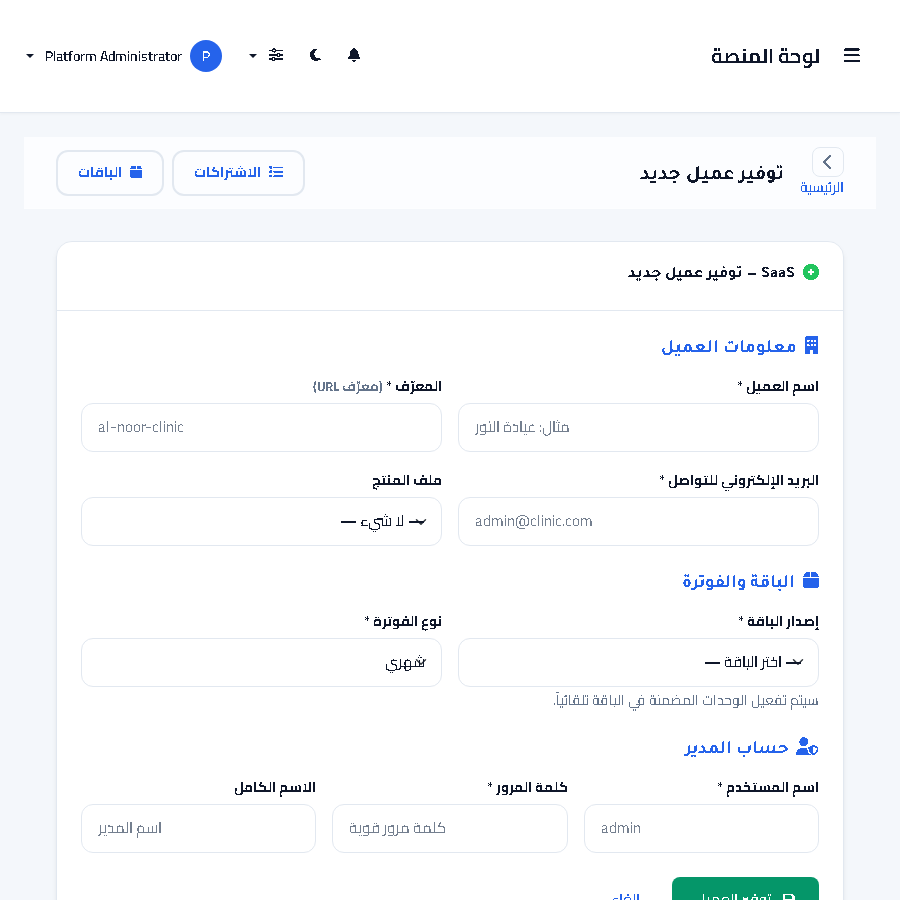 لوحة المنصة
P Platform Administrator
الرئيسية
توفير عميل جديد
الاشتراكات
الباقات
SaaS – توفير عميل جديد
معلومات العميل
اسم العميل *
المعرّف * (معرّف URL)
مثال: عيادة النور
al-noor-clinic
البريد الإلكتروني للتواصل *
ملف المنتج
admin@clinic.com
— لا شيء —
الباقة والفوترة
إصدار الباقة *
نوع الفوترة *
— اختر الباقة —
شهري
سيتم تفعيل الوحدات المضمنة في الباقة تلقائياً.
حساب المدير
اسم المستخدم *
كلمة المرور *
الاسم الكامل
admin
كلمة مرور قوية
اسم المدير
توفير العميل
إلغاء